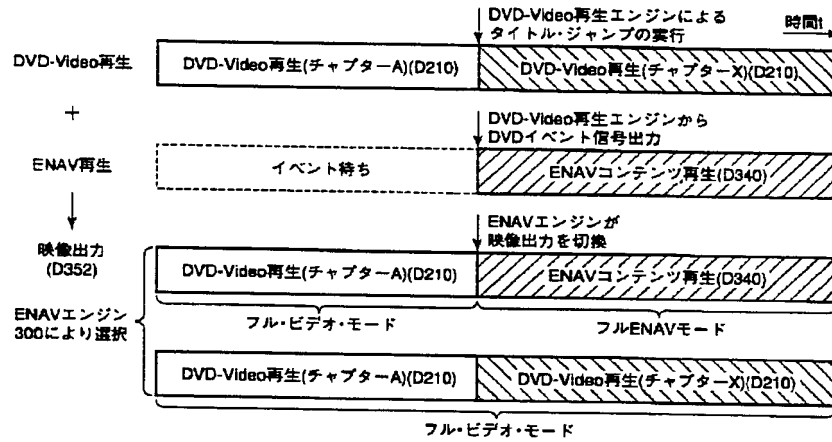 DVD-Video再生エンジンによる
タイトル・ジャンプの実行
時間t
DVD-Video再生
DVD-Video再生(チャプターA)(D210)
DVD-Video再生(チャプターX)(D210)
+
DVD-Video再生エンジンから
DVDイベント信号出力
ENAV再生
イベント待ち
ENAVコンテンツ再生(D340)
ENAVエンジンが
映像出力を切換
映像出力
(D352)
DVD-Video再生(チャプターA)(D210)
ENAVコンテンツ再生(D340)
ENAVエンジン
300により選択
フル・ビデオ・モード
フルENAVモード
DVD-Video再生(チャプターA)(D210)
DVD-Video再生(チャプターX)(D210)
フル・ビデオ・モード